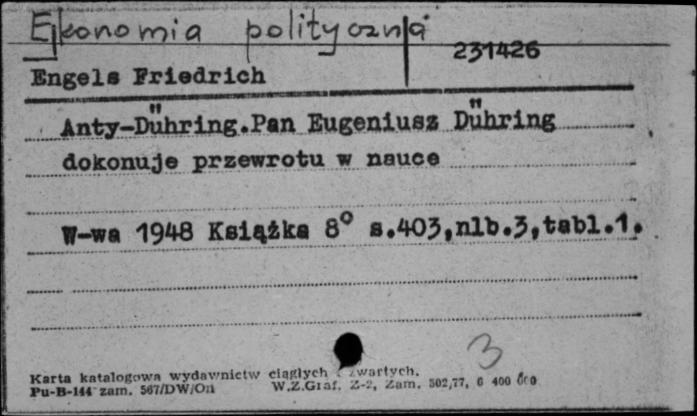 Ekonomia polityczna
231426
Engels Friedrich
Anty-Dühring.Pan Eugeniusz Dühring
dokonuje przewrotu w nauce
W-wa 1948 Książka 8° s.403,nlb.3,tabl.1.
3
Karta katalogowa wydawnictw ciągłych zwartych.
Pu-B-144 zam. 567/DW/On W.Z.Graf. Z-2, Zam. 502,77, 6 400 000